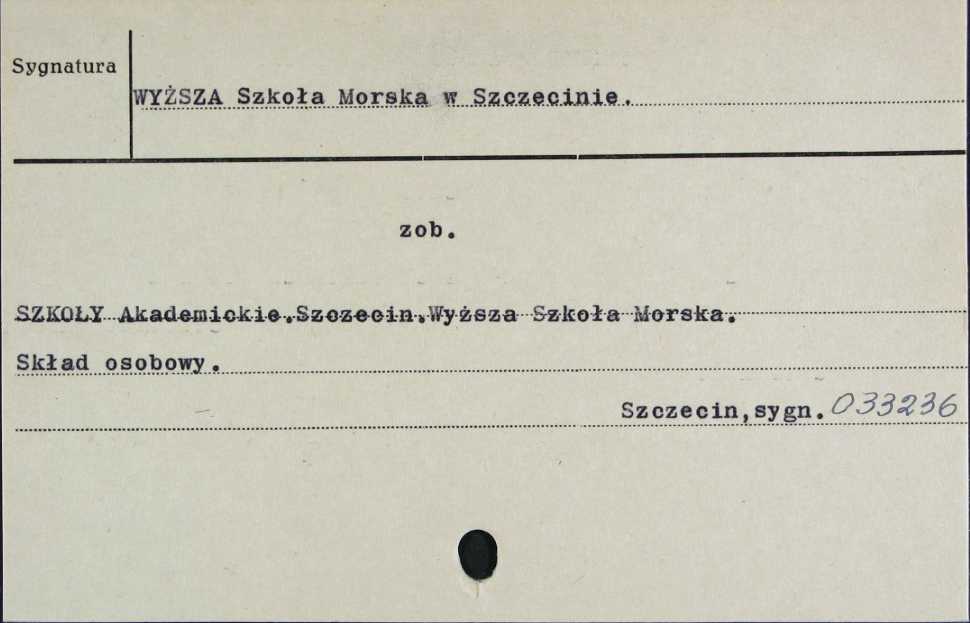 Sygnatura
WYŻSZA Szkoła Morska w Szczecinie.
zob.
SZKOŁY Akademickie.Szczecin.Wyższa Szkoła Morska.
Skład osobowy.
Szczecin,sygn. 033236